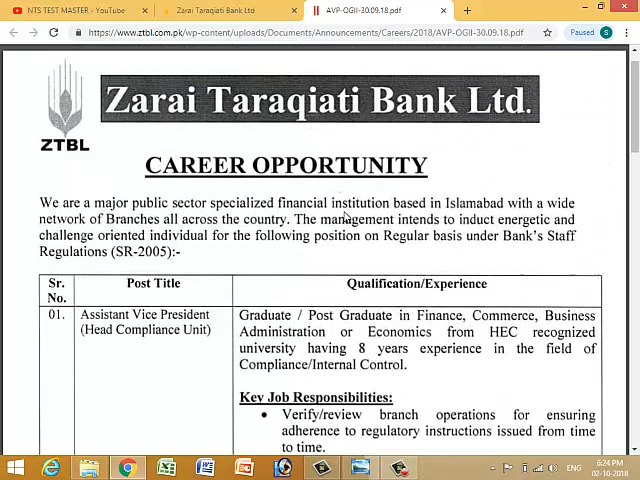 NTS TEST MASTER - YouTube
Zarai Taraqiati Bank Ltd
AVP-OGII-30.09.18.pdf
https://www.ztbl.com.pk/wp-content/uploads/Documents/Announcements/Careers/2018/AVP-OGII-30.09.18.pdf
Paused
Zarai Taraqiati Bank Ltd.
ZTBL
CAREER OPPORTUNITY
We are a major public sector specialized financial institution based in Islamabad with a wide
network of Branches all across the country. The management intends to induct energetic and
challenge oriented individual for the following position on Regular basis under Bank's Staff
Regulations (SR-2005):-
Sr. No.
Post Title
Qualification/Experience
01.
Assistant Vice President
(Head Compliance Unit)
Graduate / Post Graduate in Finance, Commerce, Business
Administration or Economics from HEC recognized
university having 8 years experience in the field of
Compliance/Internal Control.
Key Job Responsibilities:
• Verify/review branch operations for ensuring
adherence to regulatory instructions issued from time
to time.
ENG
6:24 PM
02-10-2018